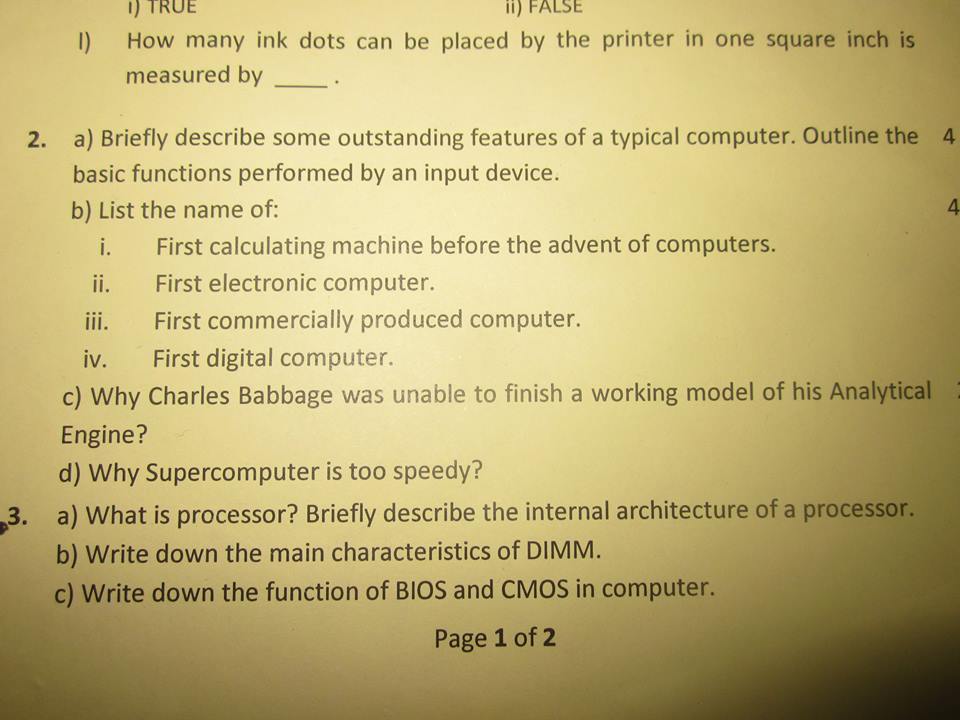 i) TRUE ii) FALSE
l) How many ink dots can be placed by the printer in one square inch is
measured by ____ .
2. a) Briefly describe some outstanding features of a typical computer. Outline the 4
basic functions performed by an input device.
b) List the name of: 4
i. First calculating machine before the advent of computers.
ii. First electronic computer.
iii. First commercially produced computer.
iv. First digital computer.
c) Why Charles Babbage was unable to finish a working model of his Analytical
Engine?
d) Why Supercomputer is too speedy?
3. a) What is processor? Briefly describe the internal architecture of a processor.
b) Write down the main characteristics of DIMM.
c) Write down the function of BIOS and CMOS in computer.
Page 1 of 2